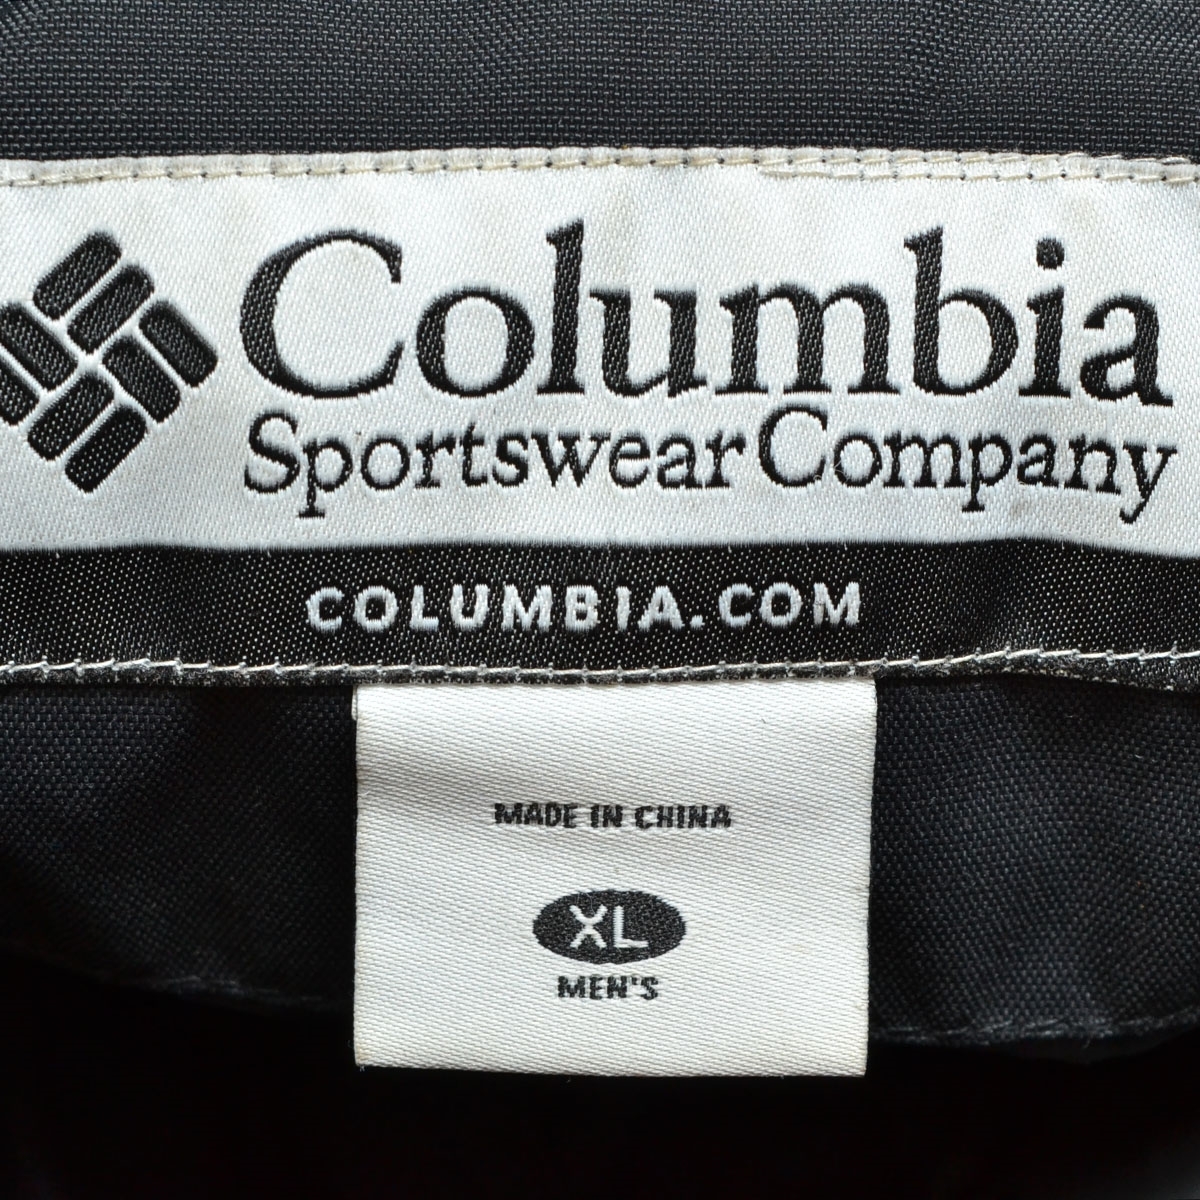 Columbia
Sportswear Company
COLUMBIA.COM
MADE IN CHINA
XL
MEN'S